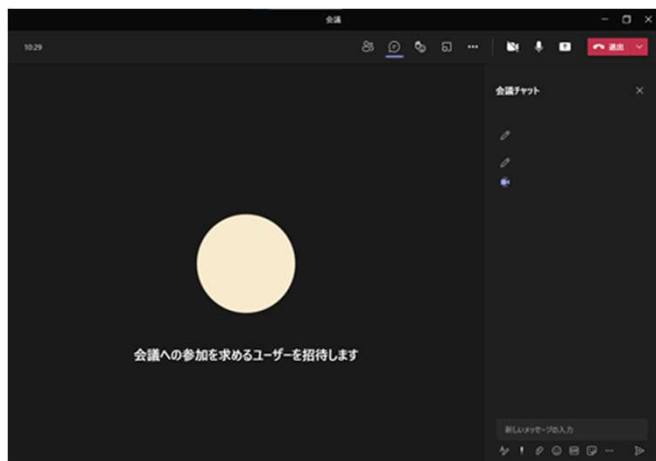 会議
10:29
退出
会議チャット
会議への参加を求めるユーザーを招待します
新しいメッセージの入力